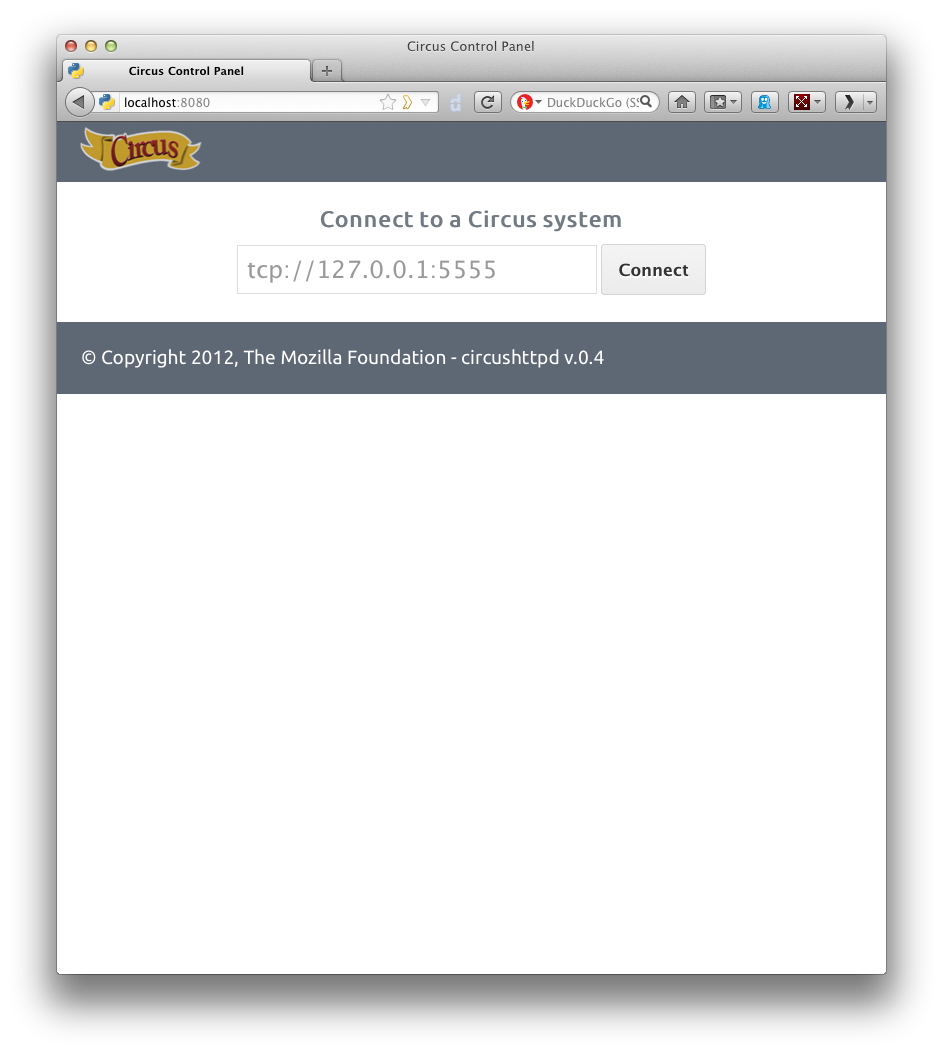 Circus Control Panel
Circus Control Panel
localhost:8080
DuckDuckGo (S
Circus
Connect to a Circus system
tcp://127.0.0.1:5555 Connect
© Copyright 2012, The Mozilla Foundation - circushttpd v.0.4